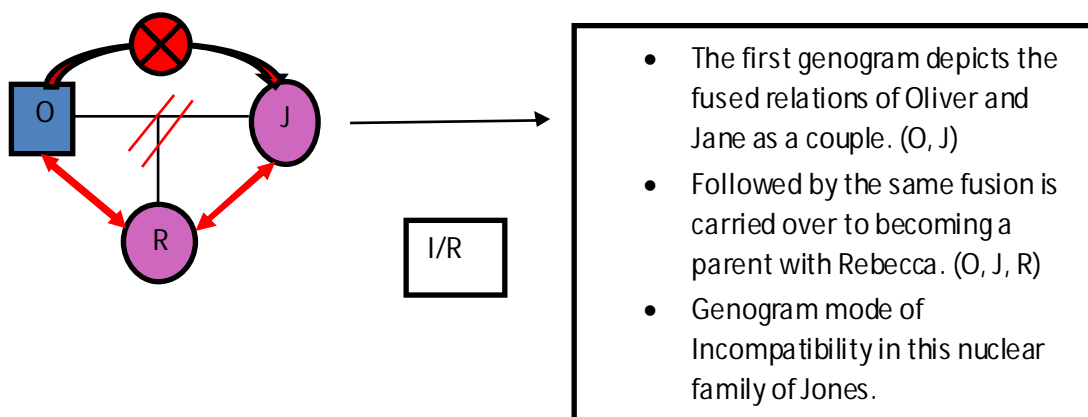 O
J
R
I/R
• The first genogram depicts the
fused relations of Oliver and
Jane as a couple. (O, J)
• Followed by the same fusion is
carried over to becoming a
parent with Rebecca. (O, J, R)
• Genogram mode of
Incompatibility in this nuclear
family of Jones.